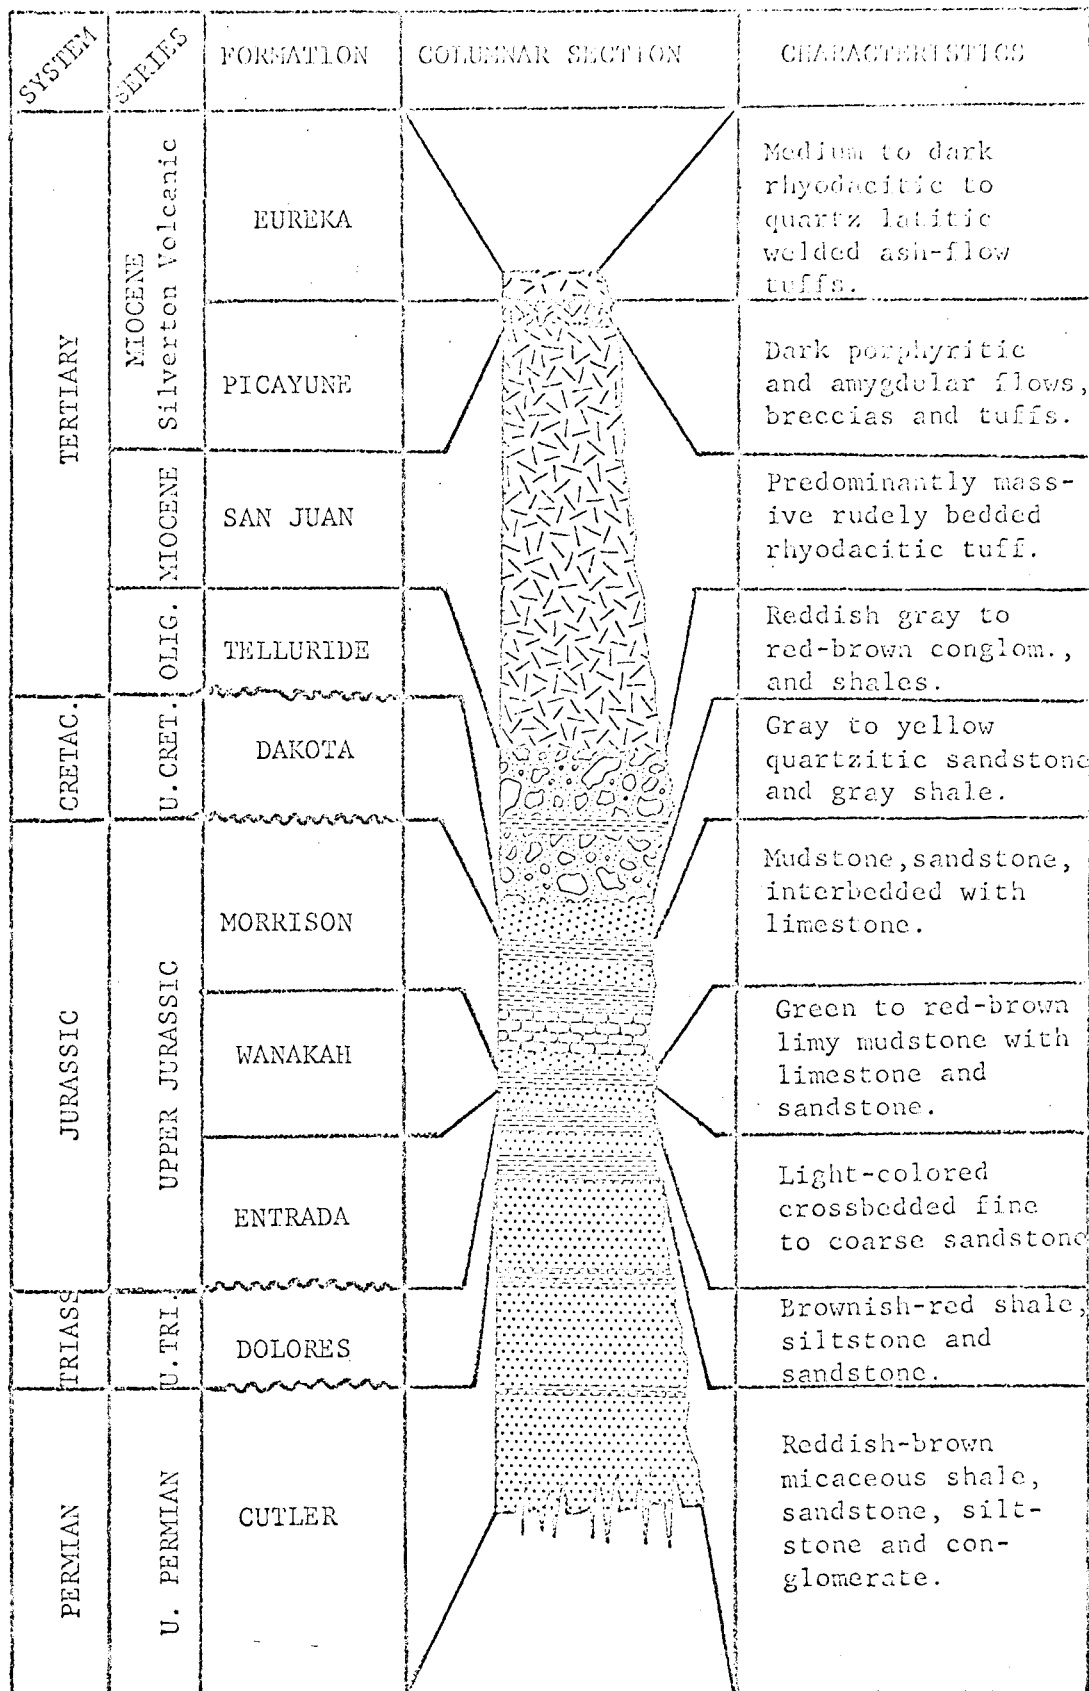 SYSTEM
SERIES
FORMATION
COLUMNAR SECTION
CHARACTERISTICS
TERTIARY
MIOCENE
Silverton Volcanic
EUREKA
Medium to dark
rhyodacitic to
quartz latitic
welded ash-flow
tuffs.
PICAYUNE
Dark porphyritic
and amygdular flows,
breccias and tuffs.
MIOCENE
SAN JUAN
Predominantly mass-
ive rudely bedded
rhyodacitic tuff.
OLIG.
TELLURIDE
Reddish gray to
red-brown conglom.,
and shales.
CRETAC.
U.CRET.
DAKOTA
Gray to yellow
quartzitic sandstone
and gray shale.
JURASSIC
UPPER JURASSIC
MORRISON
Mudstone,sandstone,
interbedded with
limestone.
WANAKAH
Green to red-brown
limy mudstone with
limestone and
sandstone.
ENTRADA
Light-colored
crossbedded fine
to coarse sandstone
TRIASS
U.TRI
DOLORES
Brownish-red shale,
siltstone and
sandstone.
PERMIAN
U. PERMIAN
CUTLER
Reddish-brown
micaceous shale,
sandstone, silt-
stone and con-
glomerate.